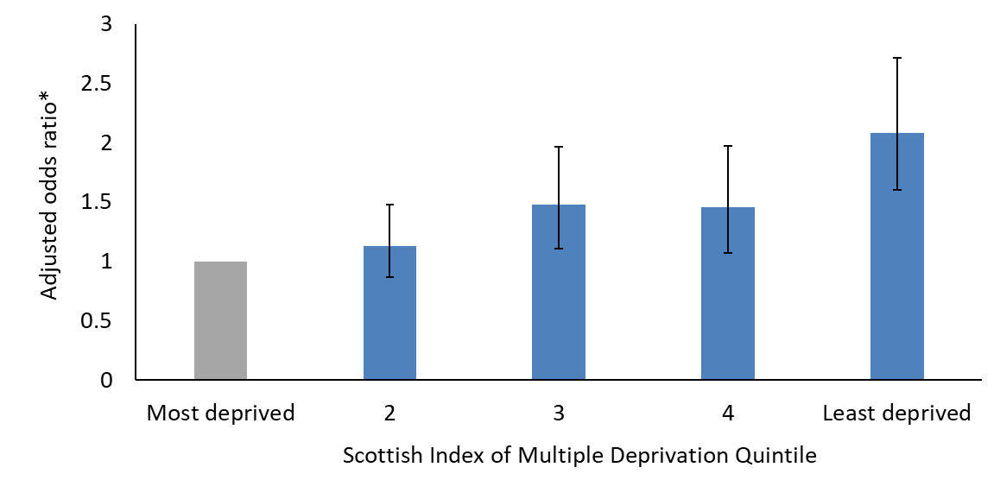 3
2.5
2
1.5
1
0.5
0
Adjusted odds ratio*
Most deprived 2 3 4 Least deprived
Scottish Index of Multiple Deprivation Quintile